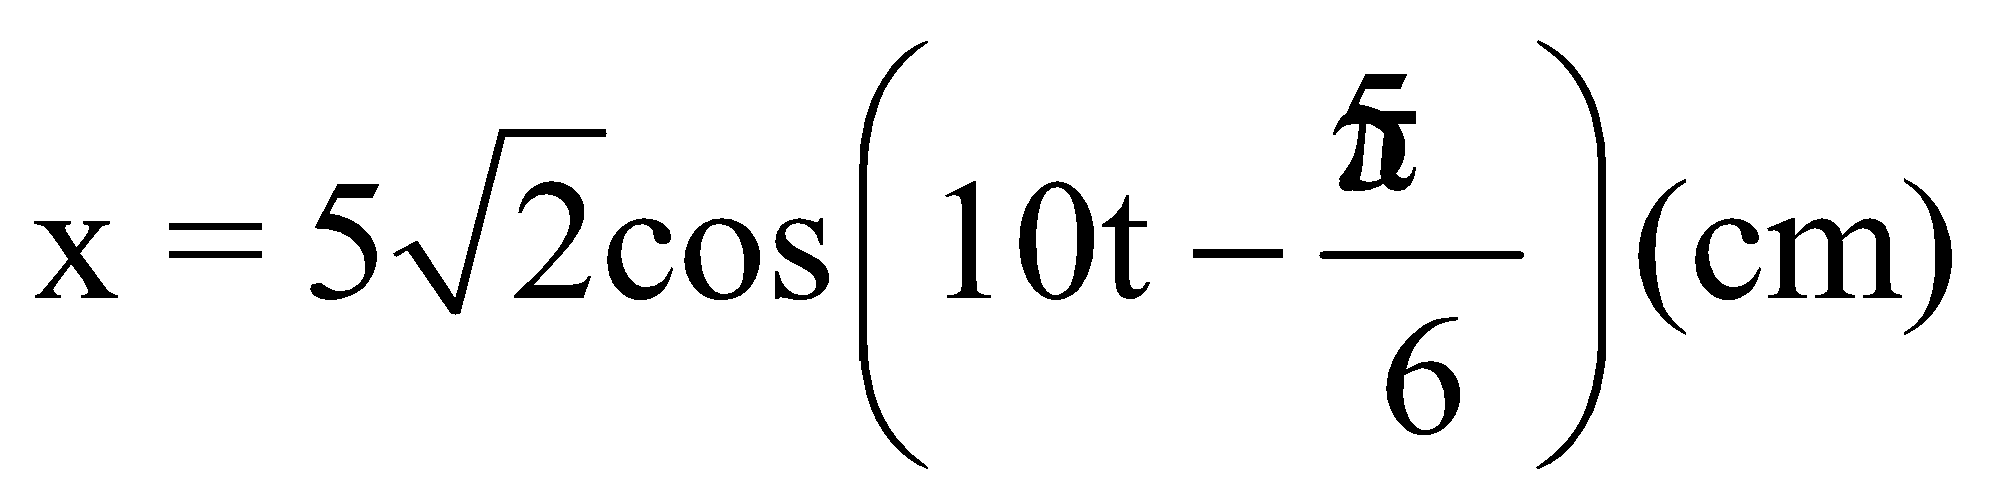 x = 5√2cos(10t − 5π/6)(cm)